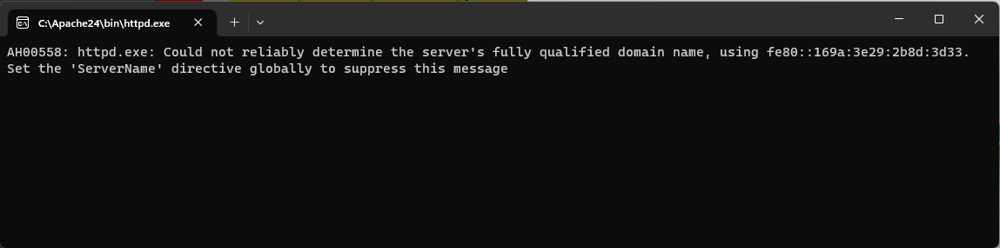 C:\Apache24\bin\httpd.exe
AH00558: httpd.exe: Could not reliably determine the server's fully qualified domain name, using fe80::169a:3e29:2b8d:3d33.
Set the 'ServerName' directive globally to suppress this message